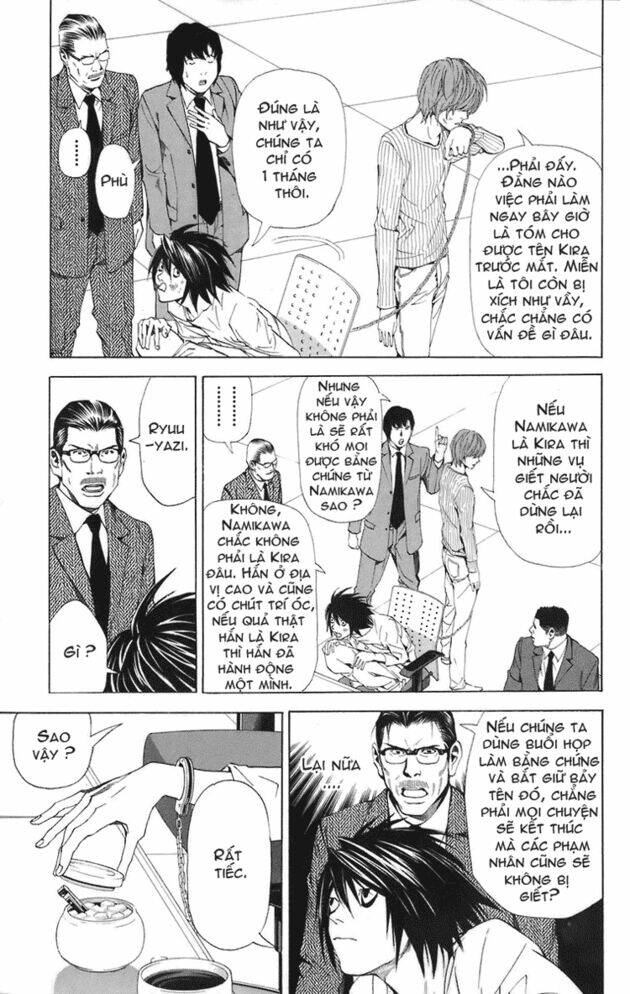 ...PHẢI ĐẤY.
ĐẰNG NÀO
VIỆC PHẢI LÀM
NGAY BÂY GIỜ
LÀ TÓM CHO
ĐƯỢC TÊN KIRA
TRƯỚC MẮT. MIỄN
LÀ TÔI CÒN BỊ
XÍCH NHƯ VẦY,
CHẮC CHẲNG CÓ
VẤN ĐỀ GÌ ĐÂU.
ĐÚNG LÀ
NHƯ VẬY,
CHÚNG TA
CHỈ CÓ
1 THÁNG
THÔI.
PHÙ
......
NẾU
NAMIKAWA
LÀ KIRA THÌ
NHỮNG VỤ
GIẾT NGƯỜI
CHẮC ĐÃ
DỪNG LẠI
RỒI...
NHƯNG
NẾU VẬY
KHÔNG PHẢI
LÀ SẼ RẤT
KHÓ MOI
ĐƯỢC BẰNG
CHỨNG TỪ
NAMIKAWA
SAO ?
......
KHÔNG,
NAMIKAWA
CHẮC KHÔNG
PHẢI LÀ KIRA
ĐÂU. HẮN Ở ĐỊA
VỊ CAO VÀ CŨNG
CÓ CHÚT TRÍ ÓC,
NẾU QUẢ THẬT
HẮN LÀ KIRA
THÌ HẮN ĐÃ
HÀNH ĐỘNG
MỘT MÌNH.
RYUU
-YAZI.
GÌ ?
NẾU CHÚNG TA
DÙNG BUỔI HỌP
LÀM BẰNG CHỨNG
VÀ BẮT GIỮ BẢY
TÊN ĐÓ, CHẲNG
PHẢI MỌI CHUYỆN
SẼ KẾT THÚC
MÀ CÁC PHẠM
NHÂN CŨNG SẼ
KHÔNG BỊ
GIẾT?
LẠI NỮA
....
SAO
VẬY ?
RẤT
TIẾC.